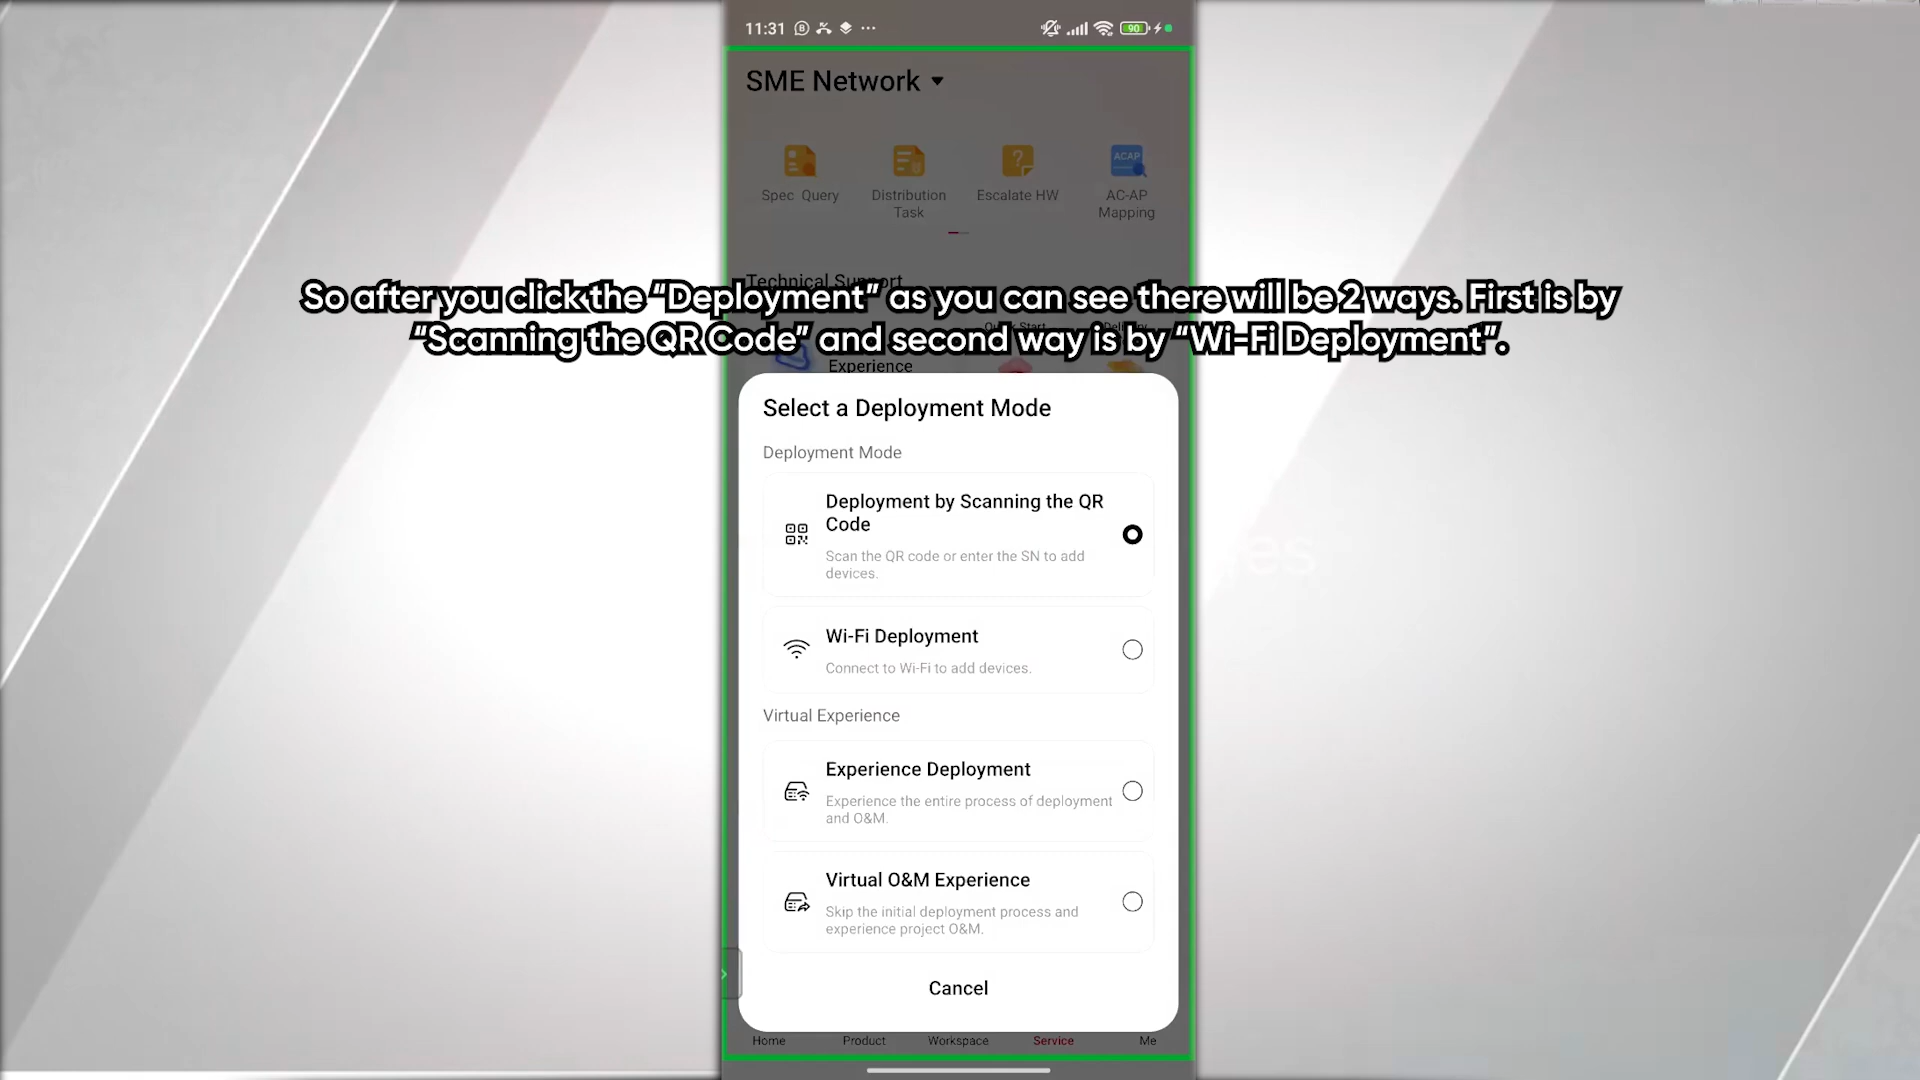 11:31
90
SME Network
ACAP
Spec Query
Distribution
Task
Escalate HW
AC-AP
Mapping
Technical Support
So after you click the “Deployment” as you can see there will be 2 ways. First is by
“Scanning the QR Code” and second way is by “Wi-Fi Deployment”.
Experience
Select a Deployment Mode
Deployment Mode
Deployment by Scanning the QR
Code
Scan the QR code or enter the SN to add
devices.
Wi-Fi Deployment
Connect to Wi-Fi to add devices.
Virtual Experience
Experience Deployment
Experience the entire process of deployment
and O&M.
Virtual O&M Experience
Skip the initial deployment process and
experience project O&M.
Cancel
Home
Product
Workspace
Service
Me